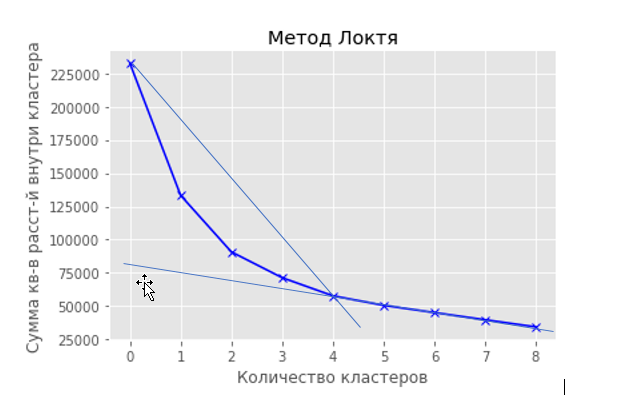 Метод Локтя
Сумма кв-в расст-й внутри кластера
225000
200000
175000
150000
125000
100000
75000
50000
25000
0 1 2 3 4 5 6 7 8
Количество кластеров